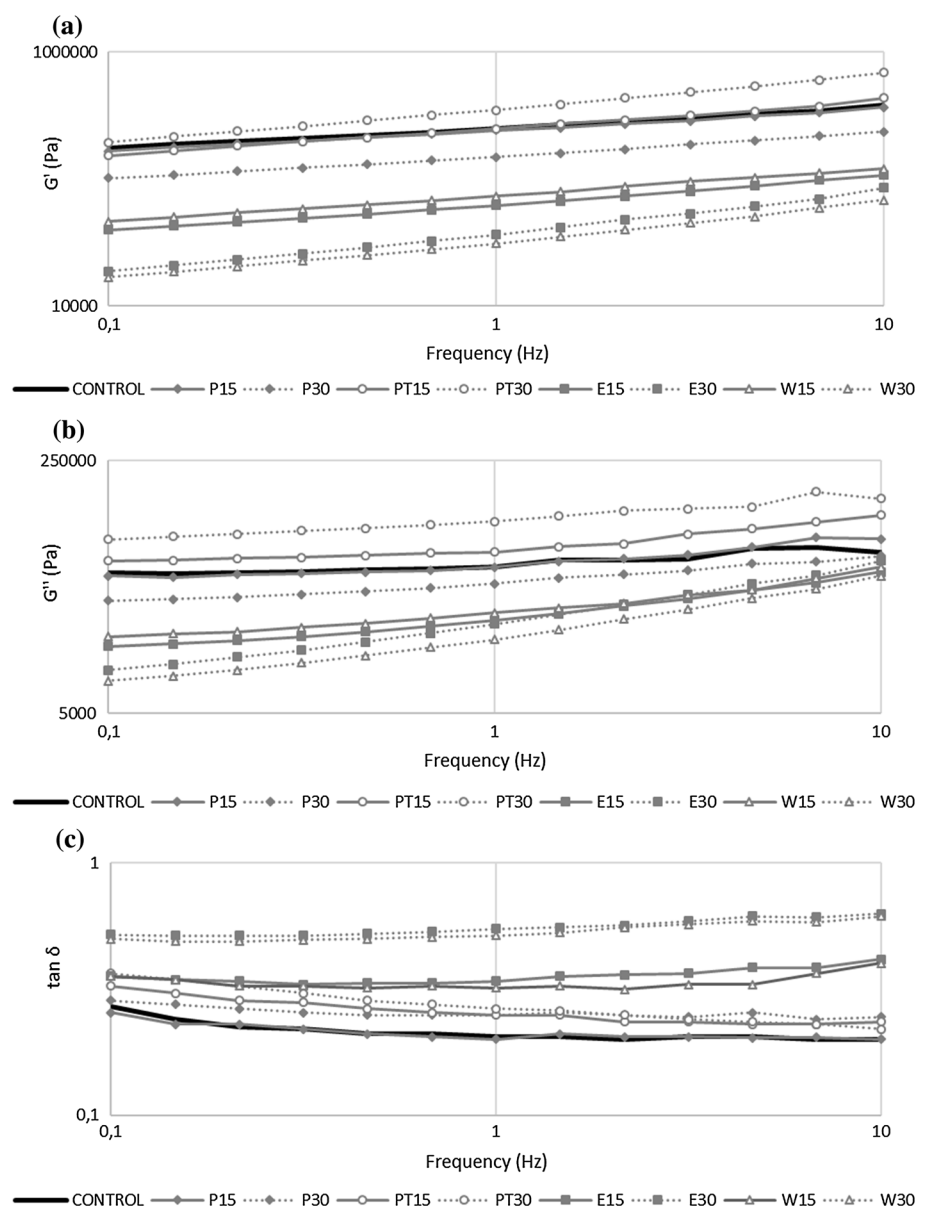 (a)
1000000
G' (Pa)
10000
0,1 1 10
Frequency (Hz)
CONTROL P15 P30 PT15 PT30 E15 E30 W15 W30
(b)
250000
G'' (Pa)
5000
0,1 1 10
Frequency (Hz)
CONTROL P15 P30 PT15 PT30 E15 E30 W15 W30
(c)
1
tan δ
0,1
0,1 1 10
Frequency (Hz)
CONTROL P15 P30 PT15 PT30 E15 E30 W15 W30